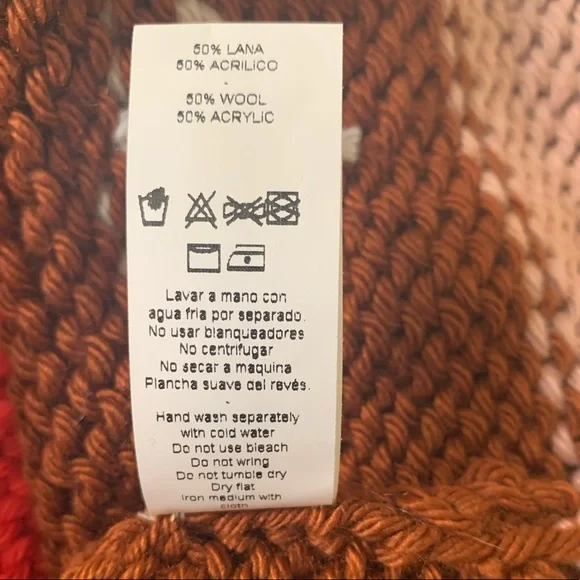 50% LANA
50% ACRILICO
50% WOOL
50% ACRYLIC
Lavar a mano con
agua fria por separado.
No usar blanqueadores
No centrifugar
No secar a maquina
Plancha suave del revés.
Hand wash separately
with cold water
Do not use bleach
Do not wring
Do not tumble dry
Dry flat
Iron medium with
cloth